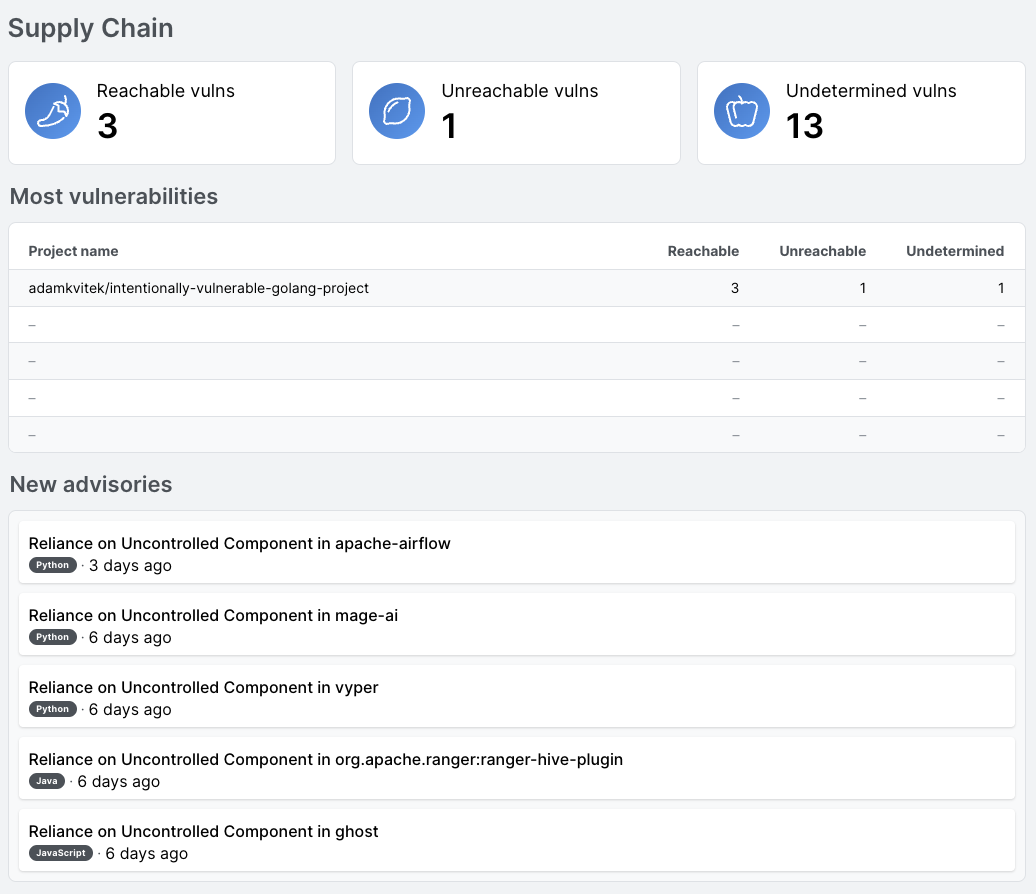 Supply Chain
Reachable vulns
3
Unreachable vulns
1
Undetermined vulns
13
Most vulnerabilities
Project name Reachable Unreachable Undetermined
adamkvitek/intentionally-vulnerable-golang-project 3 1 1
– – – –
– – – –
– – – –
– – – –
New advisories
Reliance on Uncontrolled Component in apache-airflow
Python · 3 days ago
Reliance on Uncontrolled Component in mage-ai
Python · 6 days ago
Reliance on Uncontrolled Component in vyper
Python · 6 days ago
Reliance on Uncontrolled Component in org.apache.ranger:ranger-hive-plugin
Java · 6 days ago
Reliance on Uncontrolled Component in ghost
JavaScript · 6 days ago